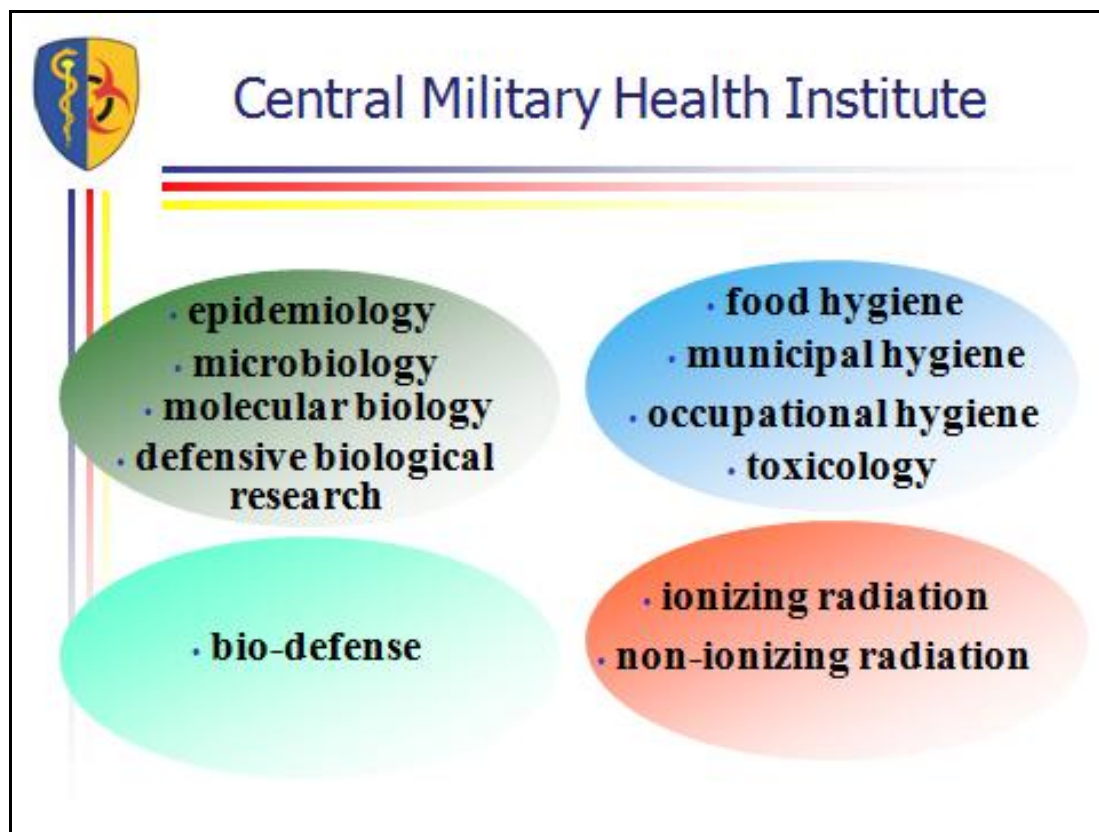 Central Military Health Institute
· epidemiology
· microbiology
· molecular biology
· defensive biological
research
· food hygiene
· municipal hygiene
· occupational hygiene
· toxicology
· bio-defense
· ionizing radiation
· non-ionizing radiation